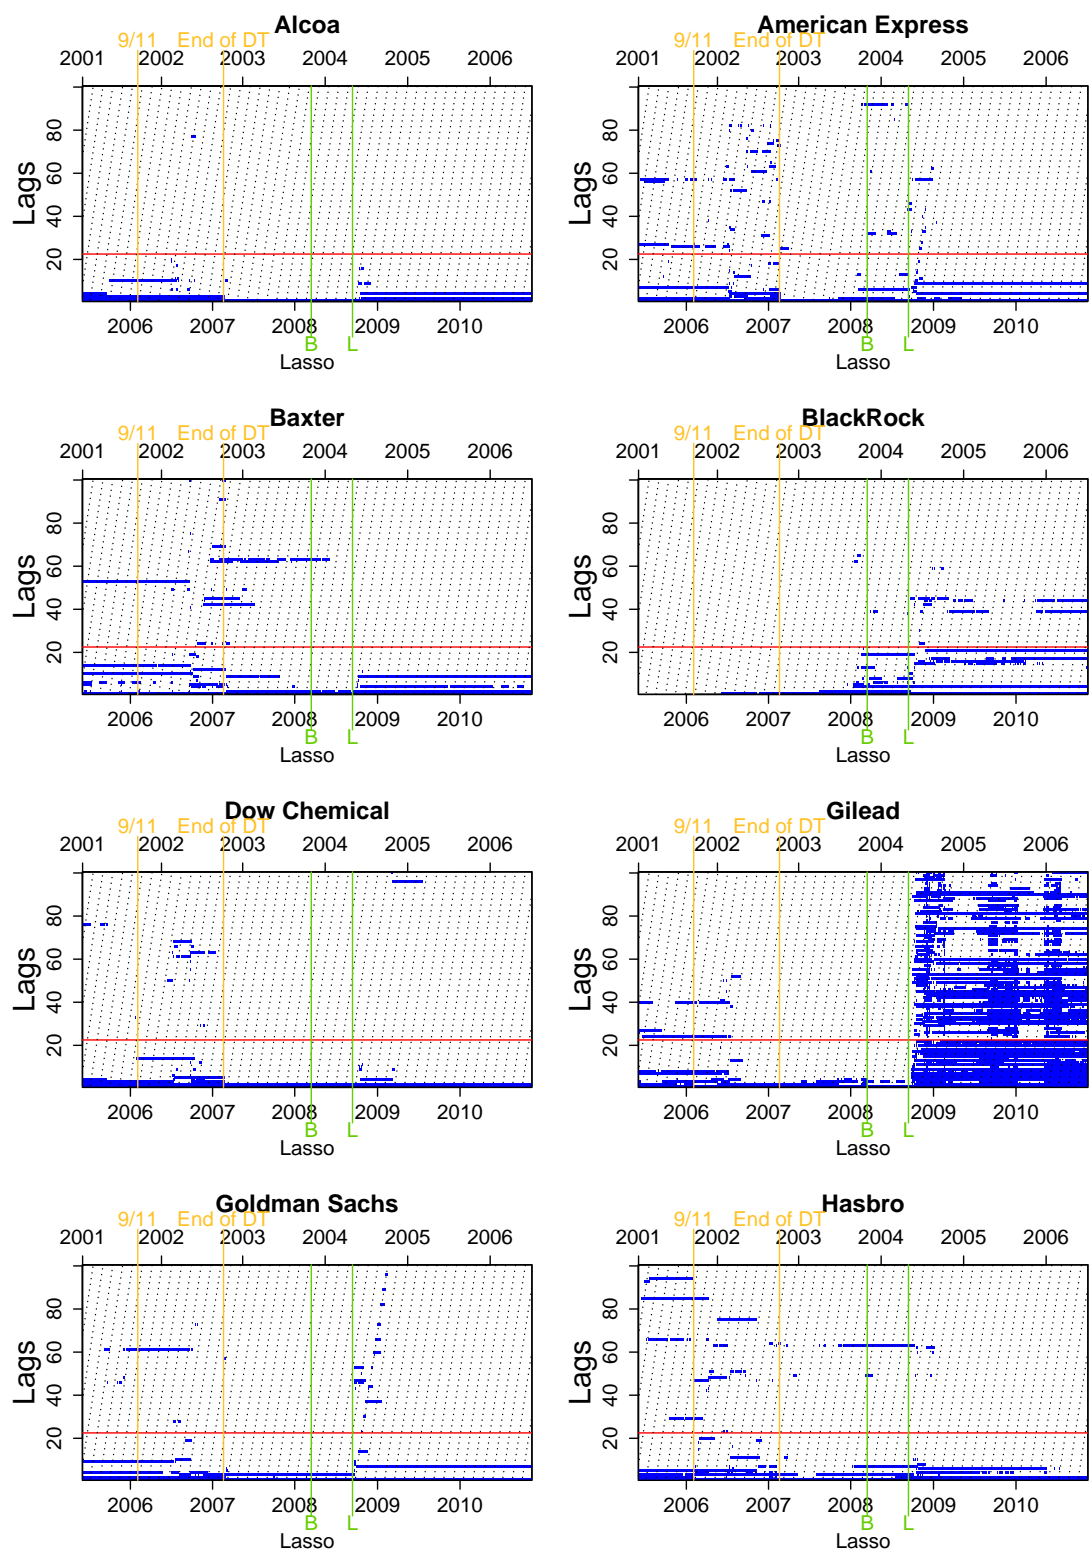 Alcoa
9/11 End of DT
2001 2002 2003 2004 2005 2006
Lags
20 40 60 80
2006 2007 2008 2009 2010
B L
Lasso
American Express
9/11 End of DT
2001 2002 2003 2004 2005 2006
Lags
20 40 60 80
2006 2007 2008 2009 2010
B L
Lasso
Baxter
9/11 End of DT
2001 2002 2003 2004 2005 2006
Lags
20 40 60 80
2006 2007 2008 2009 2010
B L
Lasso
BlackRock
9/11 End of DT
2001 2002 2003 2004 2005 2006
Lags
20 40 60 80
2006 2007 2008 2009 2010
B L
Lasso
Dow Chemical
9/11 End of DT
2001 2002 2003 2004 2005 2006
Lags
20 40 60 80
2006 2007 2008 2009 2010
B L
Lasso
Gilead
9/11 End of DT
2001 2002 2003 2004 2005 2006
Lags
20 40 60 80
2006 2007 2008 2009 2010
B L
Lasso
Goldman Sachs
9/11 End of DT
2001 2002 2003 2004 2005 2006
Lags
20 40 60 80
2006 2007 2008 2009 2010
B L
Lasso
Hasbro
9/11 End of DT
2001 2002 2003 2004 2005 2006
Lags
20 40 60 80
2006 2007 2008 2009 2010
B L
Lasso